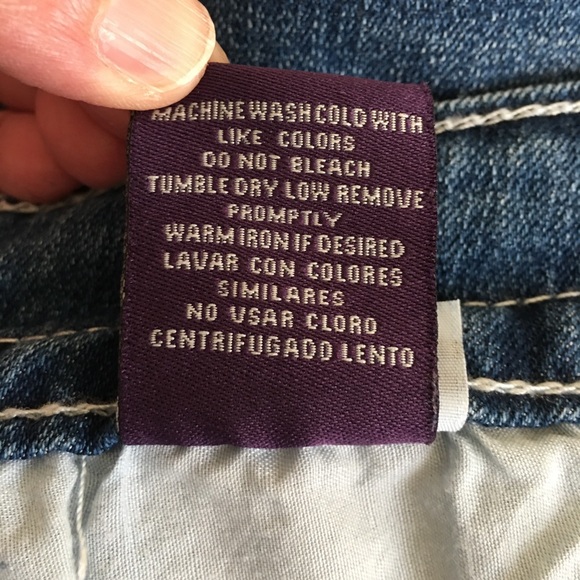 MACHINE WASH COLD WITH
LIKE COLORS
DO NOT BLEACH
TUMBLE DRY LOW REMOVE
PROMPTLY
WARM IRON IF DESIRED
LAVAR CON COLORES
SIMILARES
NO USAR CLORO
CENTRIFUGADO LENTO